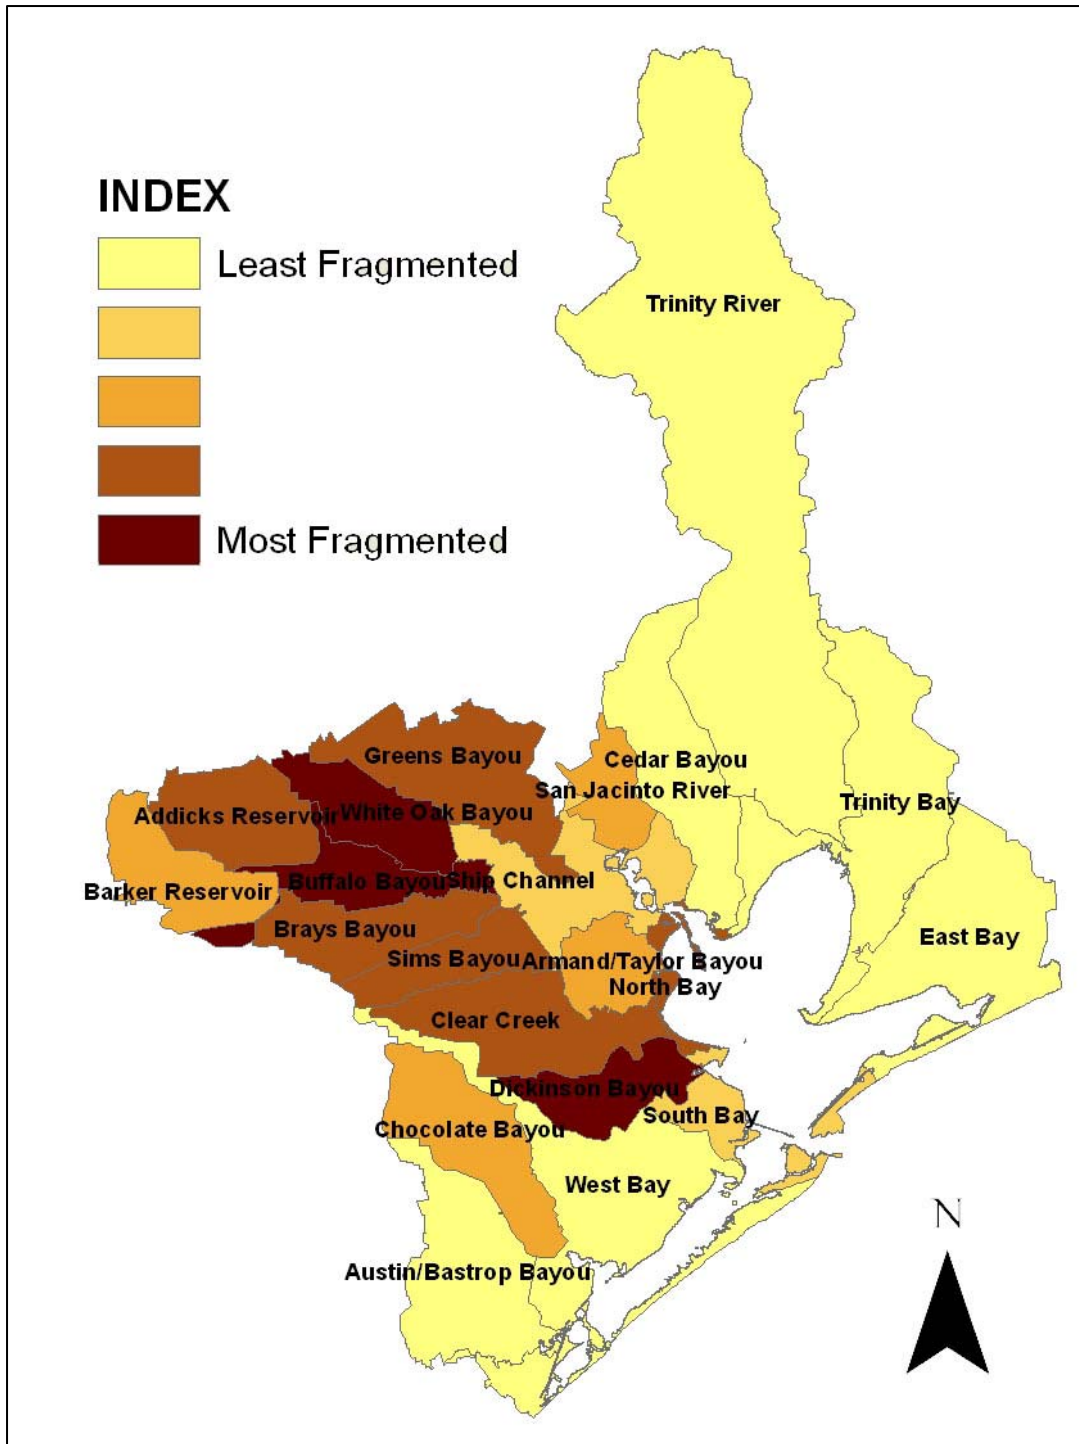 INDEX
Least Fragmented
Most Fragmented
Trinity River
Greens Bayou
Cedar Bayou
San Jacinto River
Trinity Bay
Addicks Reservoir
White Oak Bayou
Barker Reservoir
Buffalo Bayou
Ship Channel
Brays Bayou
East Bay
Sims Bayou
Armand/Taylor Bayou
North Bay
Clear Creek
Dickinson Bayou
South Bay
Chocolate Bayou
West Bay
Austin/Bastrop Bayou
N